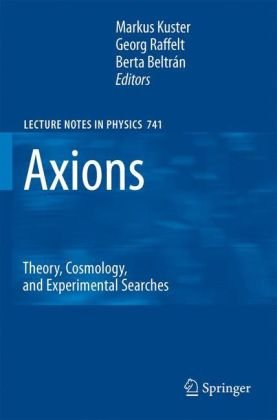 Markus Kuster
Georg Raffelt
Berta Beltrán
Editors
LECTURE NOTES IN PHYSICS 741
Axions
Theory, Cosmology,
and Experimental Searches
Springer